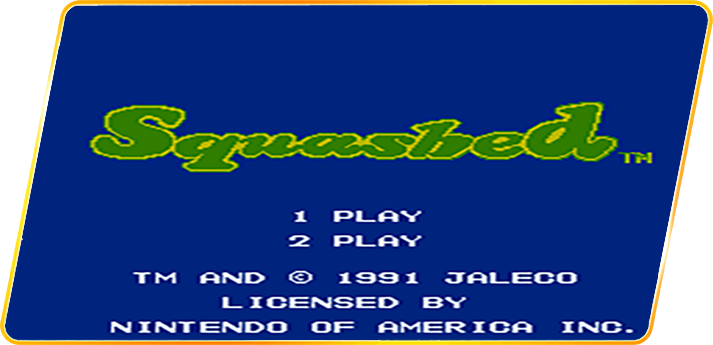 Squashed TM
1 PLAY
2 PLAY
TM AND © 1991 JALECO
LICENSED BY
NINTENDO OF AMERICA INC.